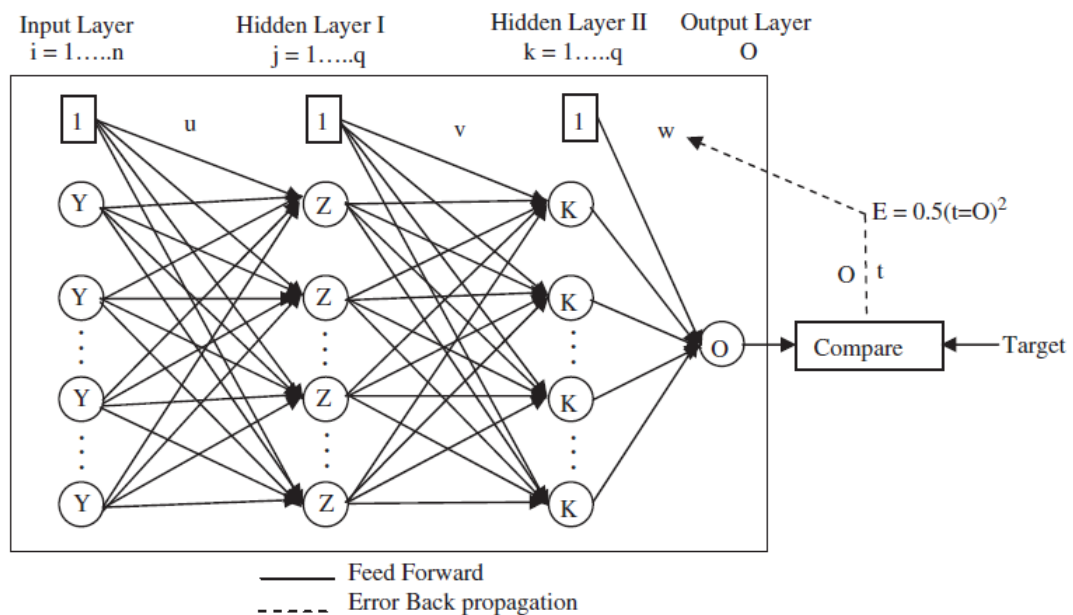 Input Layer
i = 1…..n
Hidden Layer I
j = 1…..q
Hidden Layer II
k = 1…..q
Output Layer
O
1
u
1
v
1
w
Y
Z
K
E = 0.5(t=O)²
O t
Y
Z
K
O
Compare
Target
Y
Z
K
Y
Z
K
Feed Forward
Error Back propagation